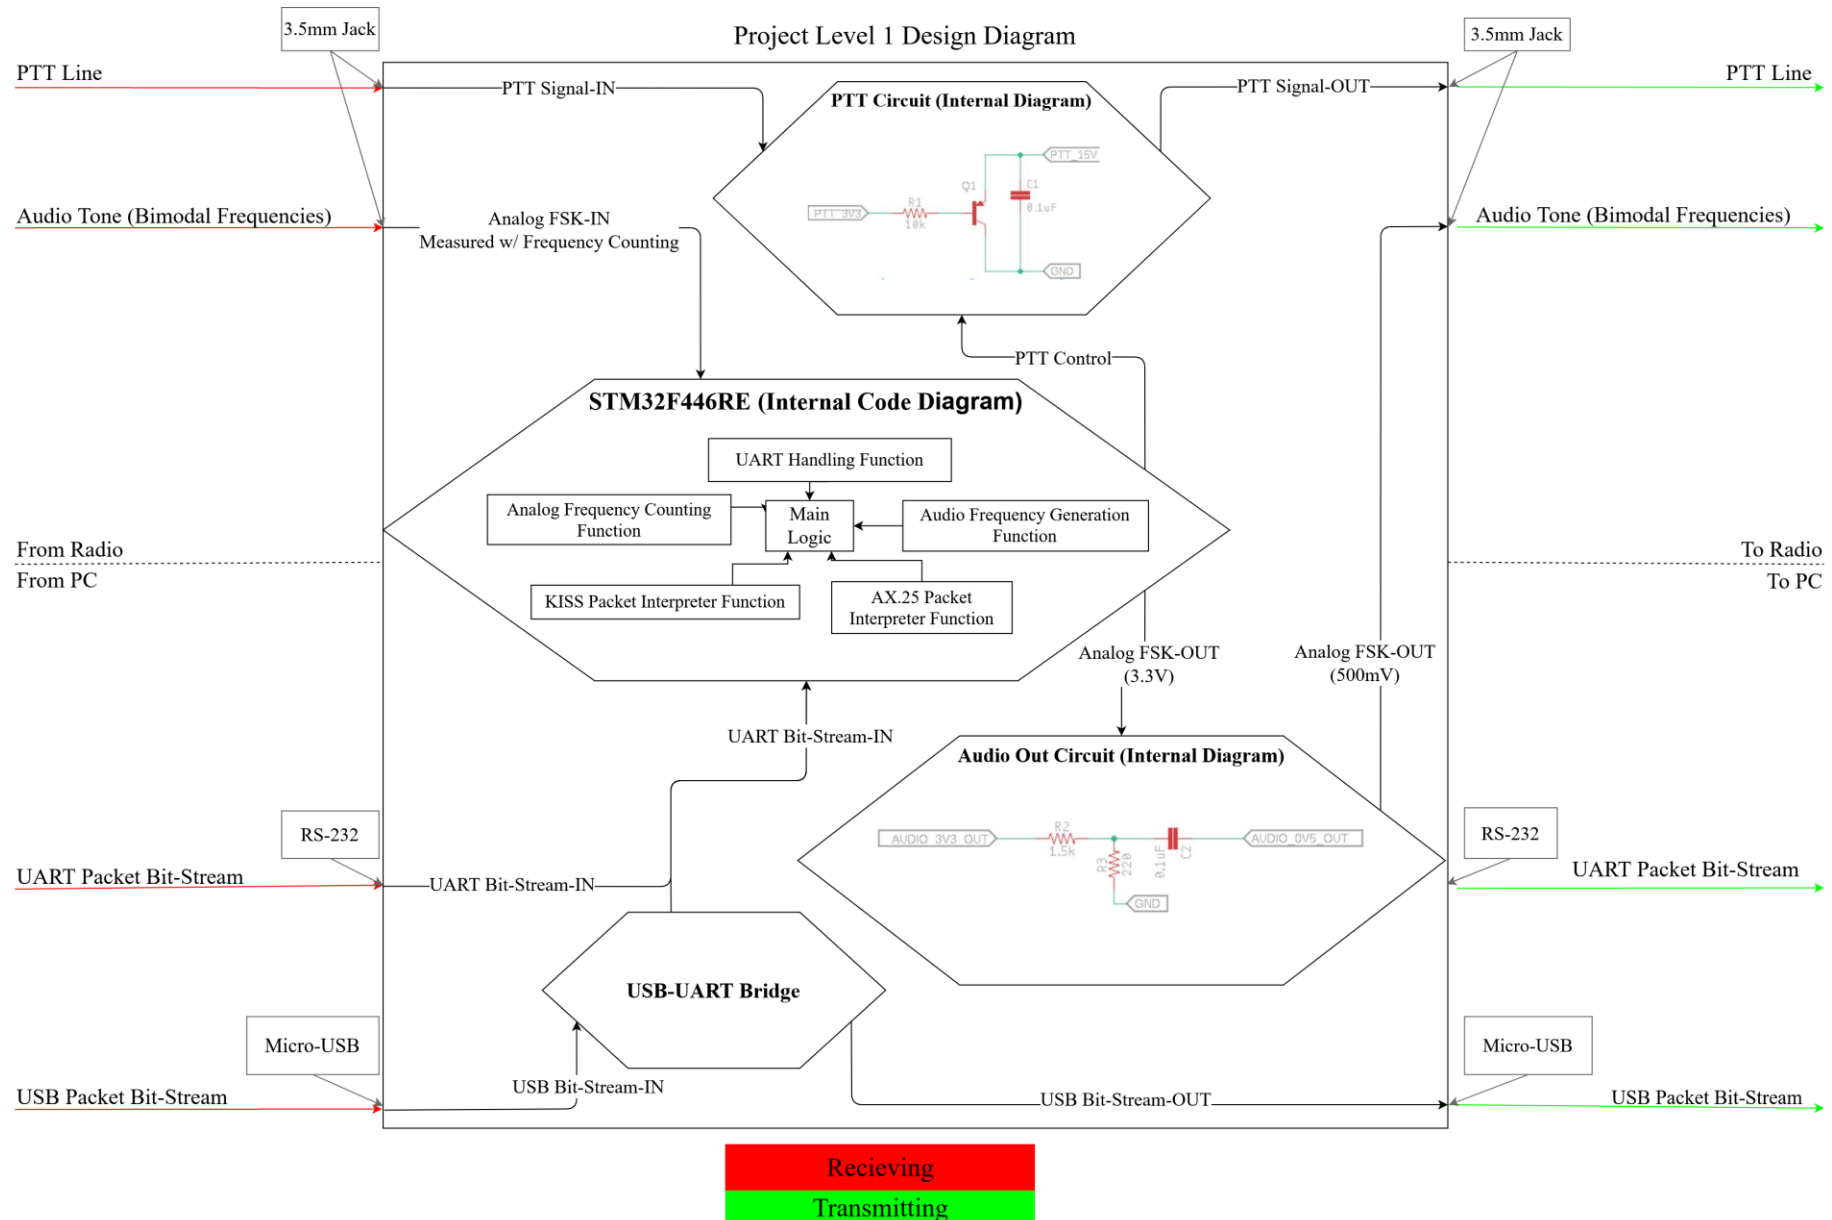 Project Level 1 Design Diagram
3.5mm Jack
3.5mm Jack
PTT Line
PTT Signal-IN
PTT Circuit (Internal Diagram)
PTT Signal-OUT
PTT Line
PTT_15V
Q1
C1
0.1uF
PTT_3V3
R1
10k
GND
Audio Tone (Bimodal Frequencies)
Analog FSK-IN
Measured w/ Frequency Counting
Audio Tone (Bimodal Frequencies)
PTT Control
STM32F446RE (Internal Code Diagram)
UART Handling Function
Analog Frequency Counting
Function
Main
Logic
Audio Frequency Generation
Function
KISS Packet Interpreter Function
AX.25 Packet
Interpreter Function
From Radio
From PC
To Radio
To PC
Analog FSK-OUT
(3.3V)
Analog FSK-OUT
(500mV)
UART Bit-Stream-IN
Audio Out Circuit (Internal Diagram)
AUDIO_3V3_OUT
R2
1.5k
R3
220
0.1uF
C2
AUDIO_0V5_OUT
GND
RS-232
RS-232
UART Packet Bit-Stream
UART Bit-Stream-IN
UART Packet Bit-Stream
USB-UART Bridge
Micro-USB
Micro-USB
USB Packet Bit-Stream
USB Bit-Stream-IN
USB Bit-Stream-OUT
USB Packet Bit-Stream
Recieving
Transmitting